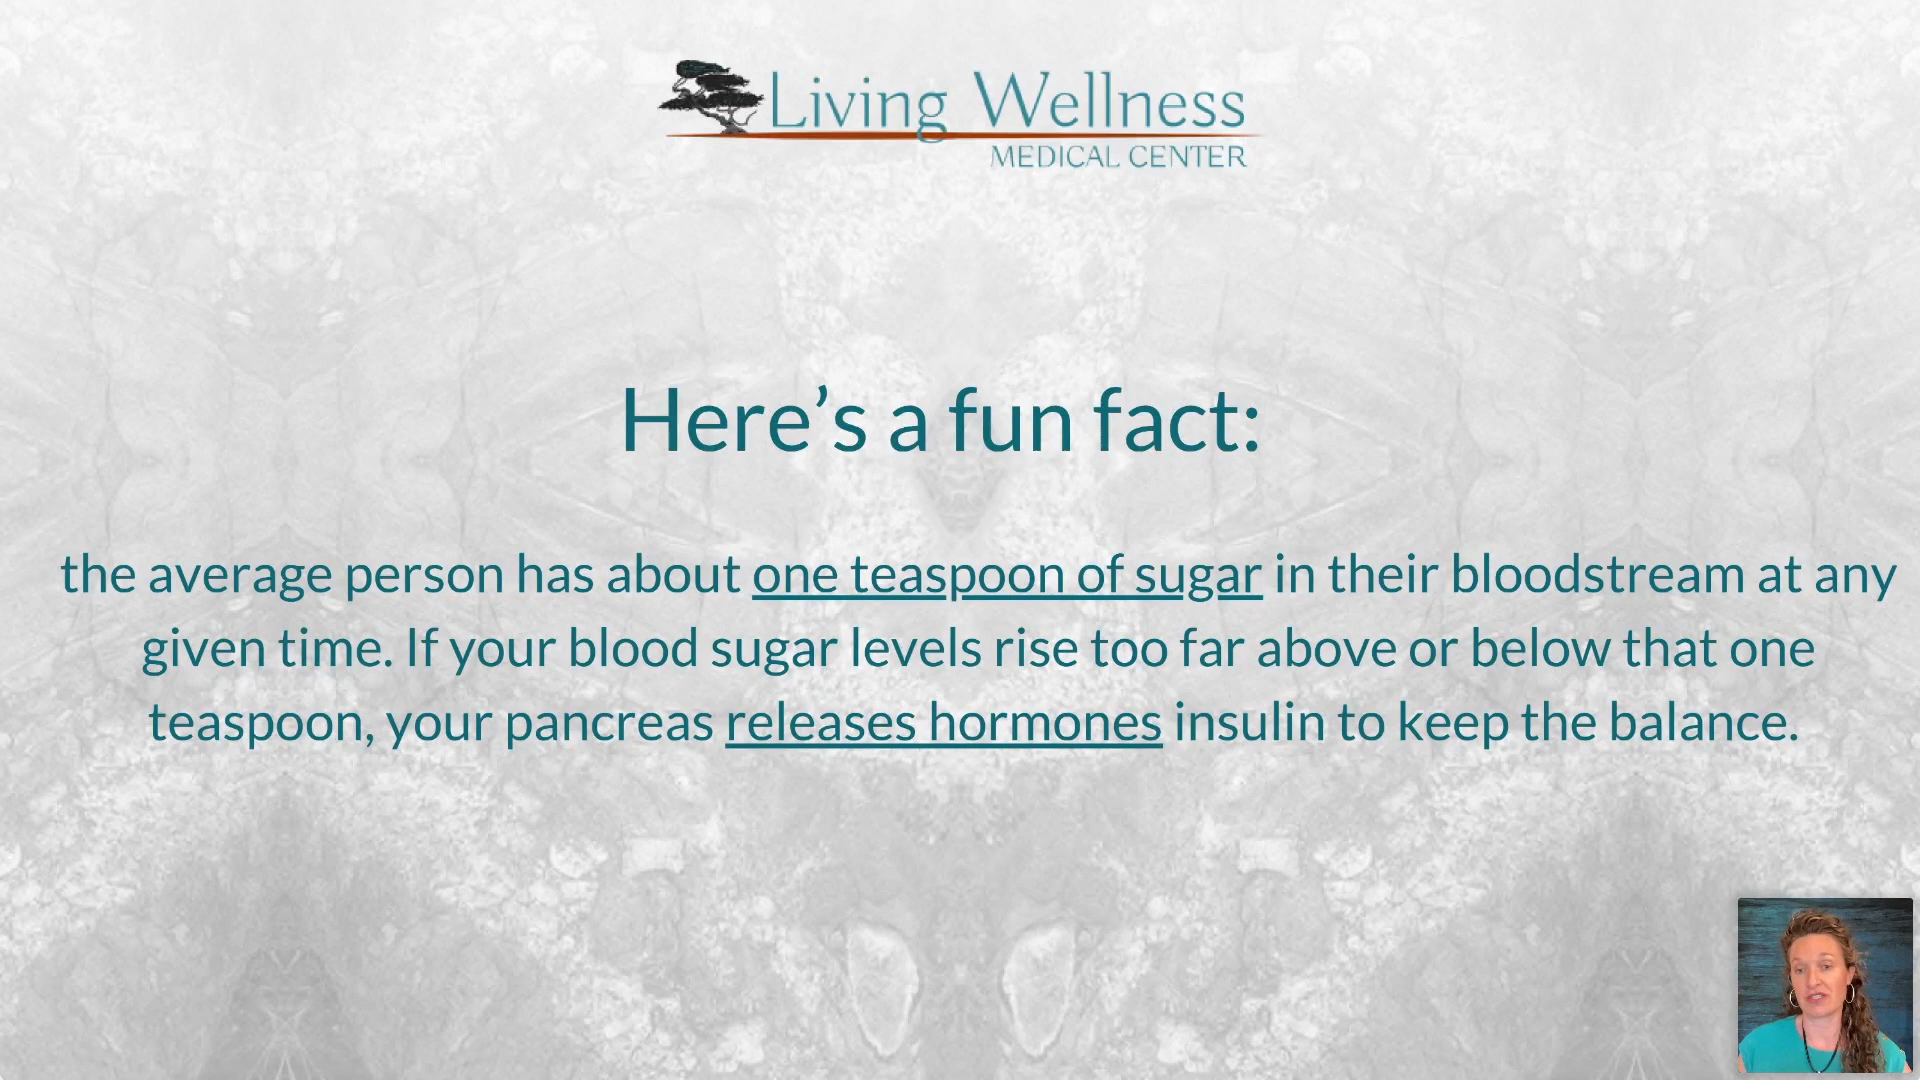 Living Wellness
MEDICAL CENTER
Here’s a fun fact:
the average person has about one teaspoon of sugar in their bloodstream at any
given time. If your blood sugar levels rise too far above or below that one
teaspoon, your pancreas releases hormones insulin to keep the balance.